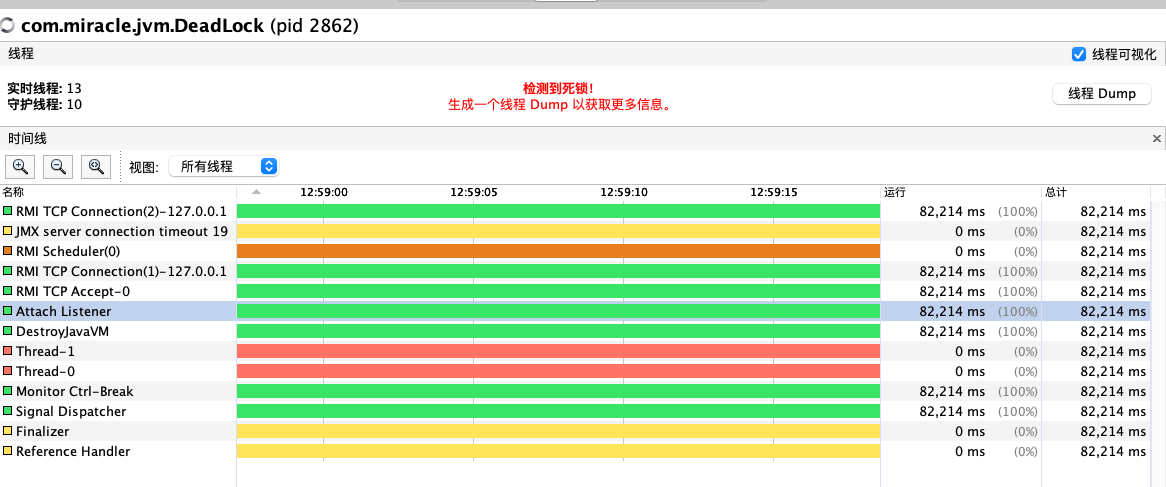 com.miracle.jvm.DeadLock (pid 2862)
线程 线程可视化
实时线程: 13
守护线程: 10
检测到死锁!
生成一个线程 Dump 以获取更多信息。
线程 Dump
时间线
视图: 所有线程
名称 12:59:00 12:59:05 12:59:10 12:59:15 运行 总计
RMI TCP Connection(2)-127.0.0.1 82,214 ms (100%) 82,214 ms
JMX server connection timeout 19 0 ms (0%) 82,214 ms
RMI Scheduler(0) 0 ms (0%) 82,214 ms
RMI TCP Connection(1)-127.0.0.1 82,214 ms (100%) 82,214 ms
RMI TCP Accept-0 82,214 ms (100%) 82,214 ms
Attach Listener 82,214 ms (100%) 82,214 ms
DestroyJavaVM 82,214 ms (100%) 82,214 ms
Thread-1 0 ms (0%) 82,214 ms
Thread-0 0 ms (0%) 82,214 ms
Monitor Ctrl-Break 82,214 ms (100%) 82,214 ms
Signal Dispatcher 82,214 ms (100%) 82,214 ms
Finalizer 0 ms (0%) 82,214 ms
Reference Handler 0 ms (0%) 82,214 ms